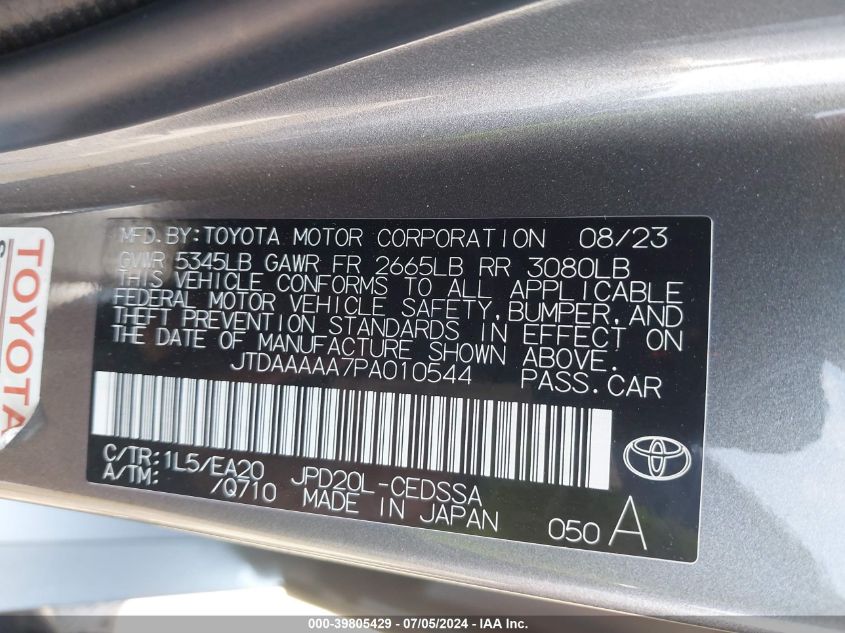 MFD.BY:TOYOTA MOTOR CORPORATION 08/23
GVWR 5345LB GAWR FR 2665LB RR 3080LB
THIS VEHICLE CONFORMS TO ALL APPLICABLE
FEDERAL MOTOR VEHICLE SAFETY,BUMPER,AND
THEFT PREVENTION STANDARDS IN EFFECT ON
THE DATE OF MANUFACTURE SHOWN ABOVE.
JTDAAAAA7PA010544 PASS.CAR
C/TR:1L5/EA20 JPD20L-CEDSSA
A/TM: /Q710 MADE IN JAPAN
050 A
TOYOTA
S
000-39805429 - 07/05/2024 - IAA Inc.